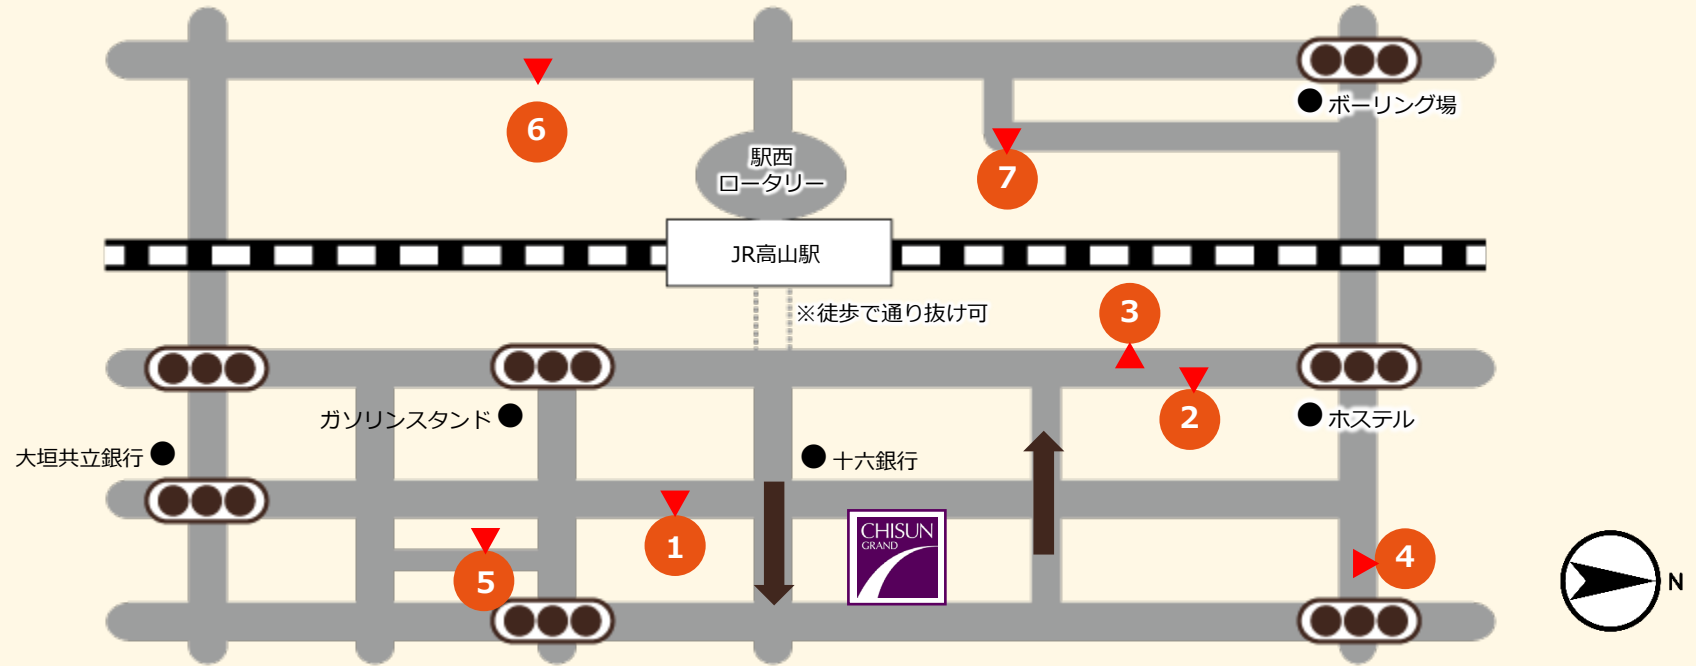 ボーリング場
6
駅西
ロータリー
7
JR高山駅
※徒歩で通り抜け可
3
ガソリンスタンド
2
ホステル
大垣共立銀行
十六銀行
CHISUN
GRAND
1
4
5
N